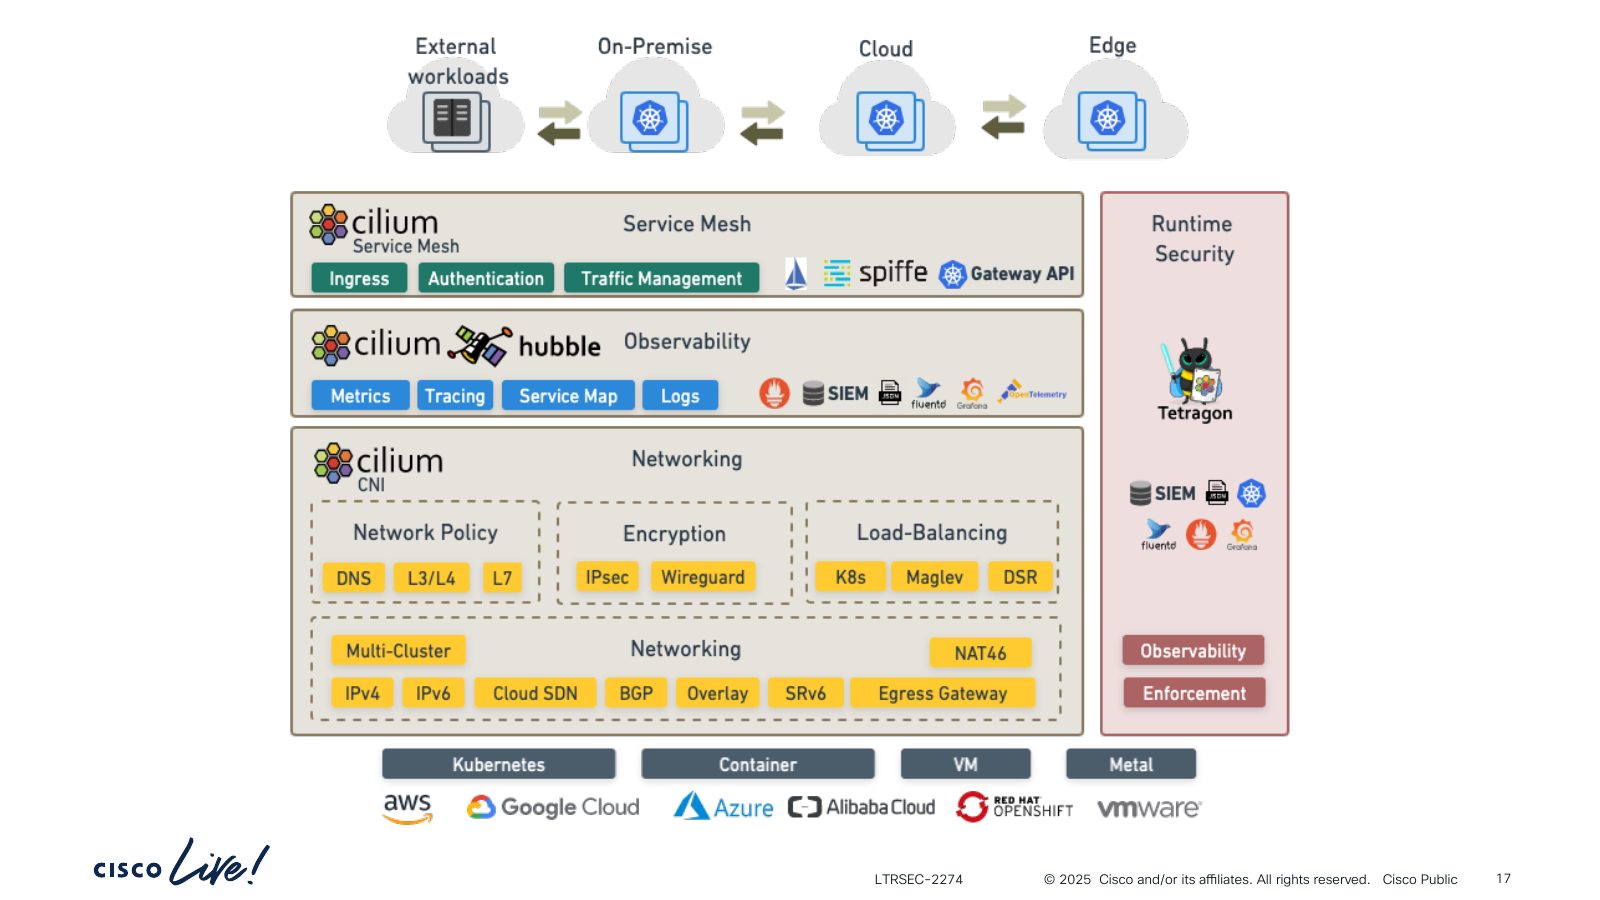 External
workloads
On-Premise
Cloud
Edge
cilium
Service Mesh
Service Mesh
Ingress
Authentication
Traffic Management
spiffe
Gateway API
Runtime
Security
cilium
hubble
Observability
Metrics
Tracing
Service Map
Logs
SIEM
JSON
fluentd
Grafana
OpenTelemetry
Tetragon
cilium
CNI
Networking
Network Policy
DNS
L3/L4
L7
Encryption
IPsec
Wireguard
Load-Balancing
K8s
Maglev
DSR
SIEM
JSON
fluentd
Grafana
Multi-Cluster
Networking
NAT46
IPv4
IPv6
Cloud SDN
BGP
Overlay
SRv6
Egress Gateway
Observability
Enforcement
Kubernetes
Container
VM
Metal
aws
Google Cloud
Azure
Alibaba Cloud
RED HAT
OPENSHIFT
vmware
CISCO Live!
LTRSEC-2274
© 2025 Cisco and/or its affiliates. All rights reserved. Cisco Public
17